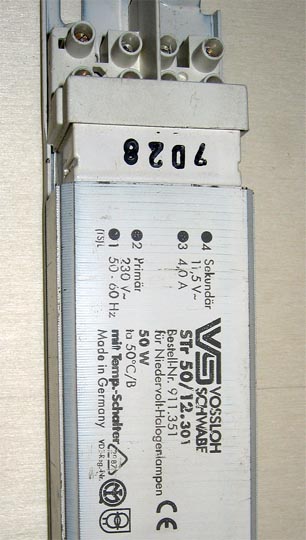 7028
VS VOSSLOH
SCHWABE
STr 50/12.301
Bestell-Nr. 911.351
für Niedervolt-Halogenlampen
4 Sekundär
11,5 V~
3 4,0 A
2 Primär
230 V~
1 50 - 60 Hz
50 W
ta 50°C/B
mit Temp.-Schalter
Made in Germany
CE